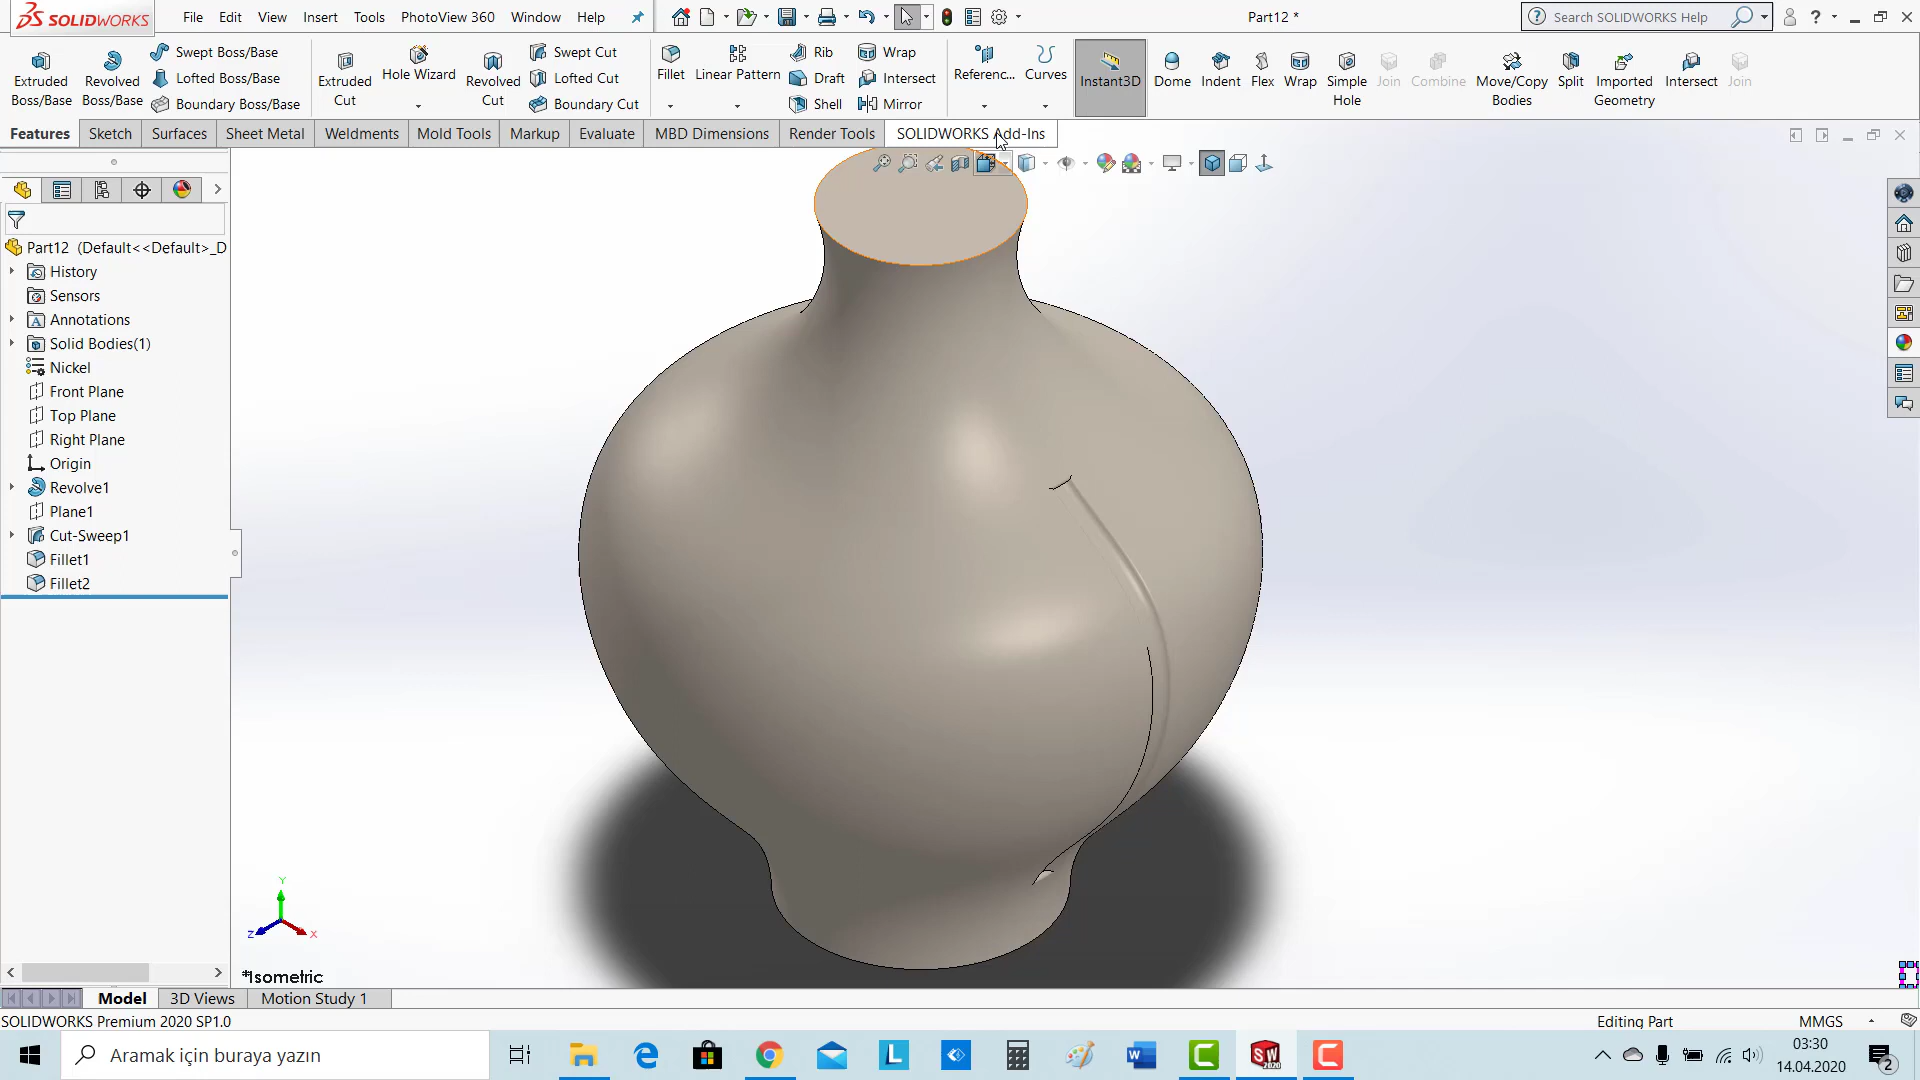 SOLIDWORKS File Edit View Insert Tools PhotoView 360 Window Help Part12 * Search SOLIDWORKS Help
Extruded Boss/Base
Revolved Boss/Base
Swept Boss/Base
Lofted Boss/Base
Boundary Boss/Base
Extruded Cut
Hole Wizard
Revolved Cut
Swept Cut
Lofted Cut
Boundary Cut
Fillet
Linear Pattern
Rib
Draft
Shell
Wrap
Intersect
Mirror
Referenc...
Curves
Instant3D
Dome
Indent
Flex
Wrap
Simple Hole
Join
Combine
Move/Copy Bodies
Split
Imported Geometry
Intersect
Join
Features Sketch Surfaces Sheet Metal Weldments Mold Tools Markup Evaluate MBD Dimensions Render Tools SOLIDWORKS Add-Ins
Part12 (Default<<Default>_D
History
Sensors
Annotations
Solid Bodies(1)
Nickel
Front Plane
Top Plane
Right Plane
Origin
Revolve1
Plane1
Cut-Sweep1
Fillet1
Fillet2
Y
Z
X
*Isometric
Model 3D Views Motion Study 1
SOLIDWORKS Premium 2020 SP1.0 Editing Part MMGS
Aramak için buraya yazın
03:30
14.04.2020
2